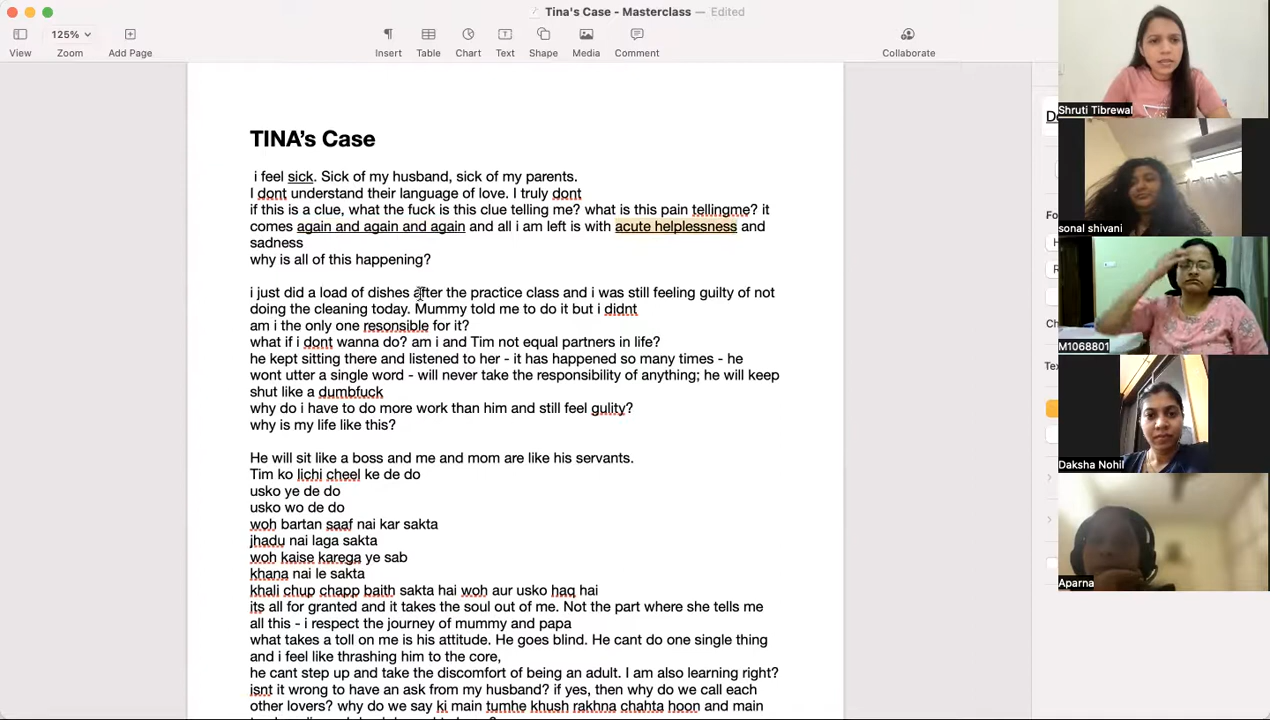 Tina's Case - Masterclass — Edited
125%
View
Zoom
Add Page
Insert
Table
Chart
Text
Shape
Media
Comment
Collaborate
TINA's Case
i feel sick. Sick of my husband, sick of my parents.
I dont understand their language of love. I truly dont
if this is a clue, what the fuck is this clue telling me? what is this pain tellingme? it
comes again and again and again and all i am left is with acute helplessness and
sadness
why is all of this happening?
i just did a load of dishes after the practice class and i was still feeling guilty of not
doing the cleaning today. Mummy told me to do it but i didnt
am i the only one resonsible for it?
what if i dont wanna do? am i and Tim not equal partners in life?
he kept sitting there and listened to her - it has happened so many times - he
wont utter a single word - will never take the responsibility of anything; he will keep
shut like a dumbfuck
why do i have to do more work than him and still feel gulity?
why is my life like this?
He will sit like a boss and me and mom are like his servants.
Tim ko lichi cheel ke de do
usko ye de do
usko wo de do
woh bartan saaf nai kar sakta
jhadu nai laga sakta
woh kaise karega ye sab
khana nai le sakta
khali chup chapp baith sakta hai woh aur usko haq hai
its all for granted and it takes the soul out of me. Not the part where she tells me
all this - i respect the journey of mummy and papa
what takes a toll on me is his attitude. He goes blind. He cant do one single thing
and i feel like thrashing him to the core,
he cant step up and take the discomfort of being an adult. I am also learning right?
isnt it wrong to have an ask from my husband? if yes, then why do we call each
other lovers? why do we say ki main tumhe khush rakhna chahta hoon and main
Shruti Tibrewal
sonal shivani
M1068801
Daksha Nohil
Aparna